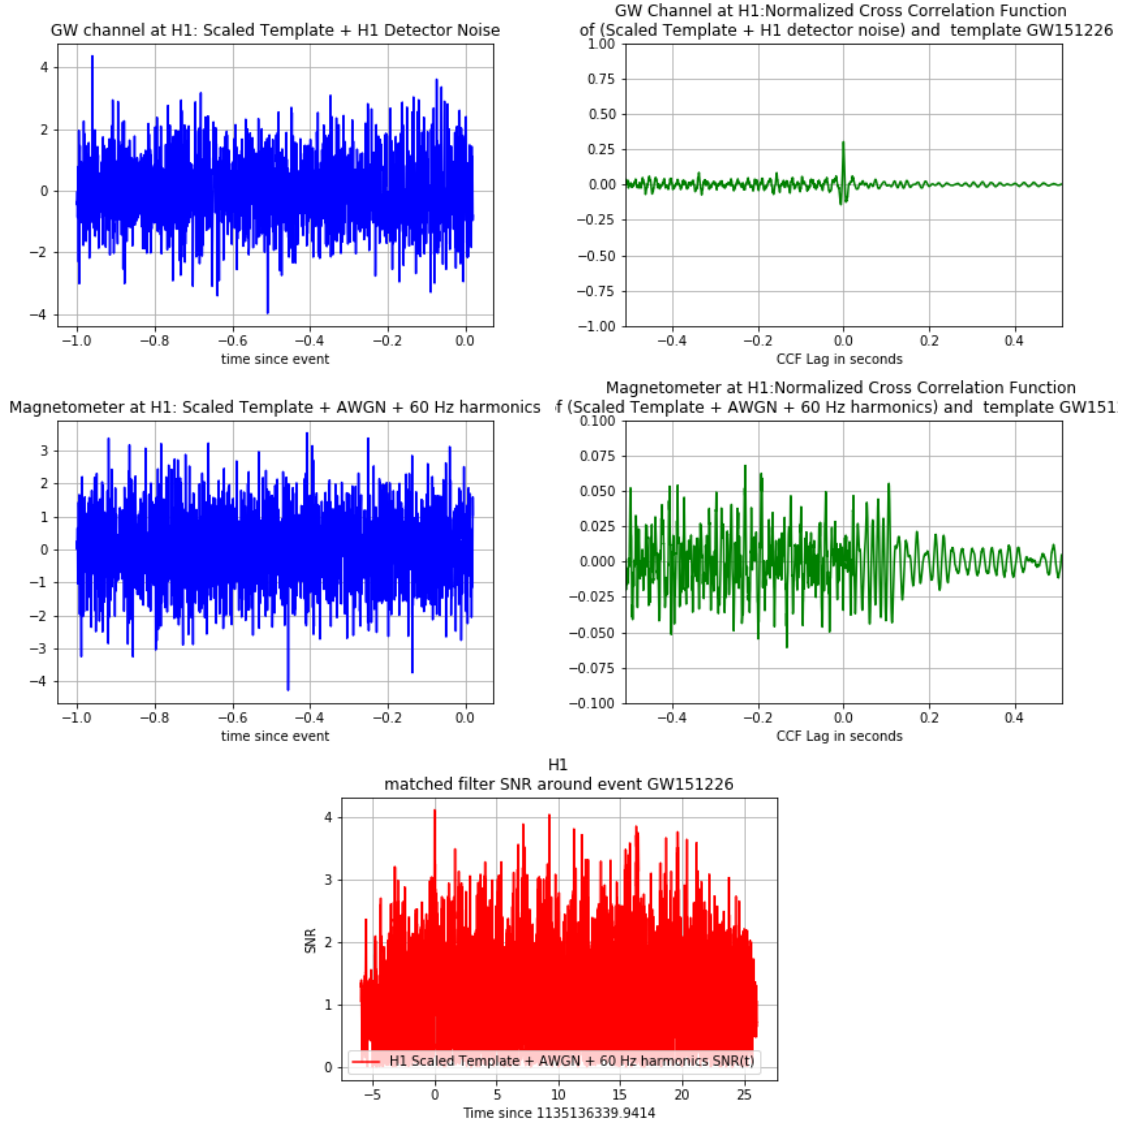 GW channel at H1: Scaled Template + H1 Detector Noise
4
2
0
−2
−4
−1.0 −0.8 −0.6 −0.4 −0.2 0.0
time since event
GW Channel at H1:Normalized Cross Correlation Function
of (Scaled Template + H1 detector noise) and template GW151226
1.00
0.75
0.50
0.25
0.00
−0.25
−0.50
−0.75
−1.00
−0.4 −0.2 0.0 0.2 0.4
CCF Lag in seconds
Magnetometer at H1: Scaled Template + AWGN + 60 Hz harmonics
3
2
1
0
−1
−2
−3
−4
−1.0 −0.8 −0.6 −0.4 −0.2 0.0
time since event
Magnetometer at H1:Normalized Cross Correlation Function
f (Scaled Template + AWGN + 60 Hz harmonics) and template GW151
0.100
0.075
0.050
0.025
0.000
−0.025
−0.050
−0.075
−0.100
−0.4 −0.2 0.0 0.2 0.4
CCF Lag in seconds
H1
matched filter SNR around event GW151226
SNR
4
3
2
1
0
H1 Scaled Template + AWGN + 60 Hz harmonics SNR(t)
−5 0 5 10 15 20 25
Time since 1135136339.9414